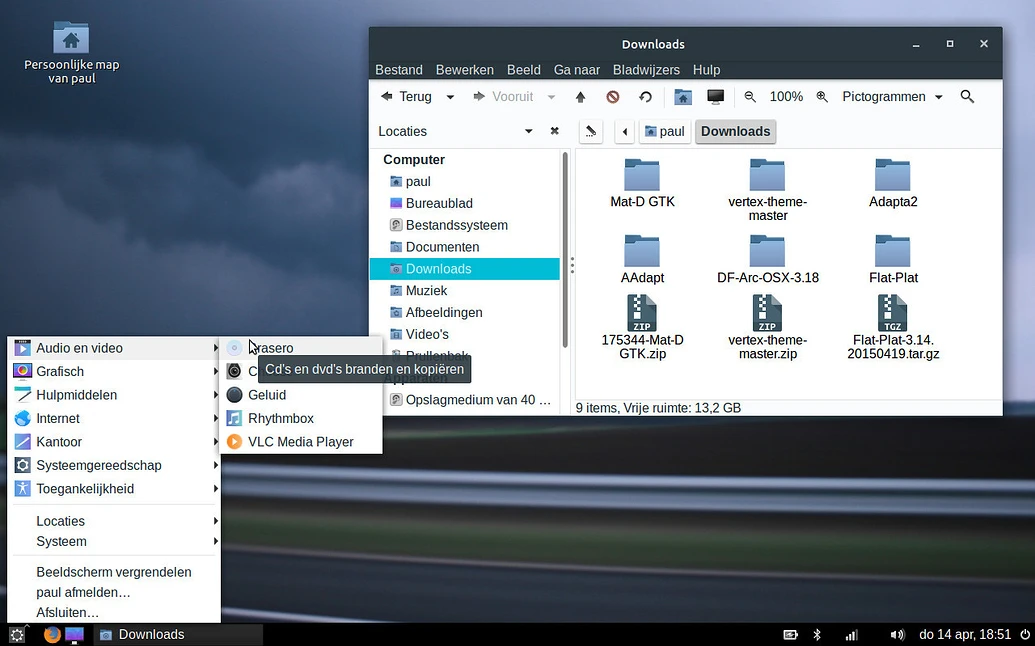 Persoonlijke map
van paul
Downloads
Bestand Bewerken Beeld Ga naar Bladwijzers Hulp
Terug Vooruit 100% Pictogrammen
Locaties paul Downloads
Computer
paul
Bureaublad
Bestandssysteem
Documenten
Downloads
Muziek
Afbeeldingen
Video's
Prullenbak
Apparaten
Opslagmedium van 40 ...
Mat-D GTK
vertex-theme-
master
Adapta2
AAdapt
DF-Arc-OSX-3.18
Flat-Plat
ZIP
175344-Mat-D
GTK.zip
ZIP
vertex-theme-
master.zip
TGZ
Flat-Plat-3.14.
20150419.tar.gz
9 items, Vrije ruimte: 13,2 GB
Audio en video
Grafisch
Hulpmiddelen
Internet
Kantoor
Systeemgereedschap
Toegankelijkheid
Locaties
Systeem
Beeldscherm vergrendelen
paul afmelden...
Afsluiten...
Cd's en dvd's branden en kopiëren
Geluid
Rhythmbox
VLC Media Player
Downloads
do 14 apr, 18:51